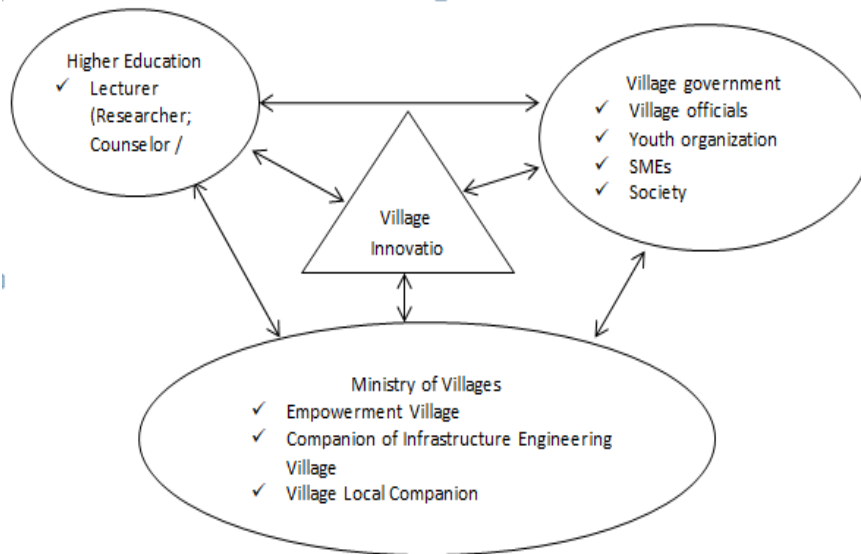 Higher Education
✓ Lecturer
(Researcher;
Counselor /
Village government
✓ Village officials
✓ Youth organization
✓ SMEs
✓ Society
Village
Innovatio
Ministry of Villages
✓ Empowerment Village
✓ Companion of Infrastructure Engineering
Village
✓ Village Local Companion